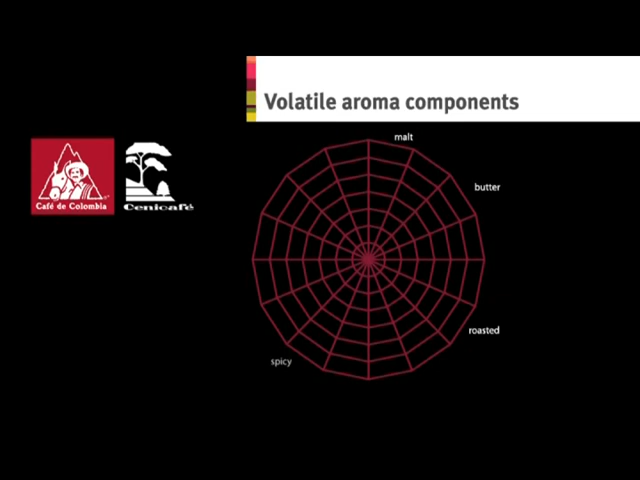 Volatile aroma components
malt
butter
Café de Colombia
Cenicafé
roasted
spicy